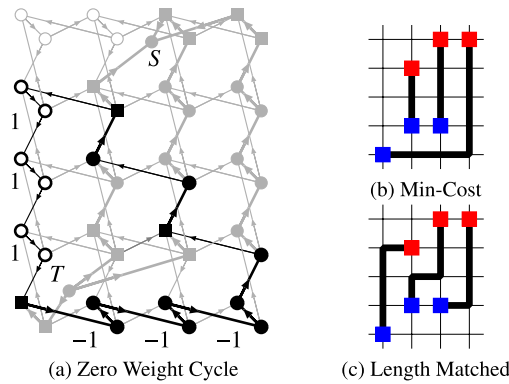 S
1
1
1
T
−1
−1
−1
(a) Zero Weight Cycle
(b) Min-Cost
(c) Length Matched